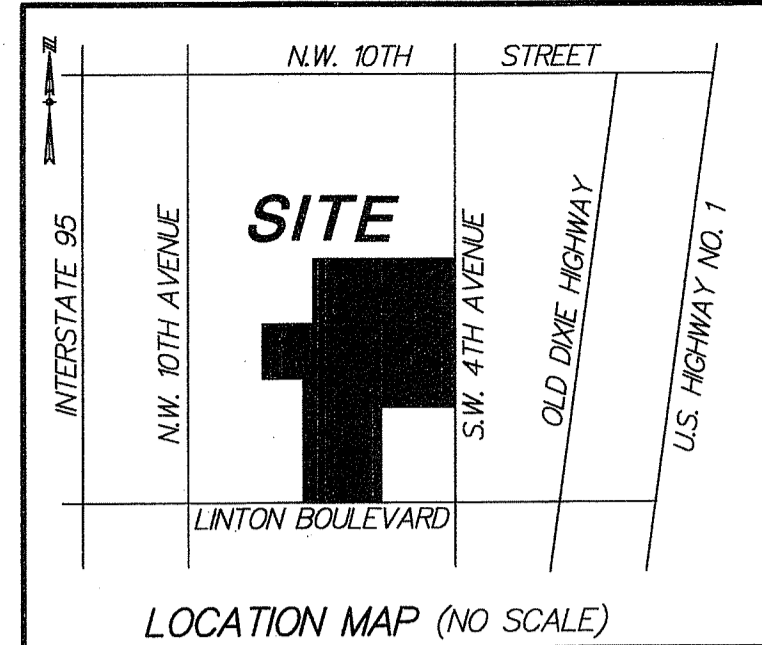 N
N.W. 10TH STREET
SITE
INTERSTATE 95
N.W. 10TH AVENUE
S.W. 4TH AVENUE
OLD DIXIE HIGHWAY
U.S. HIGHWAY NO. 1
LINTON BOULEVARD
LOCATION MAP (NO SCALE)